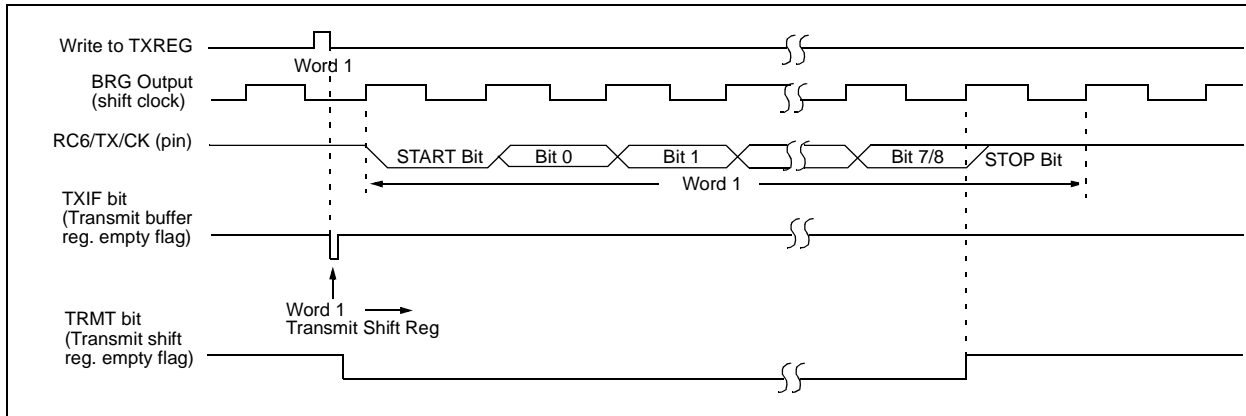 Write to TXREG
Word 1
BRG Output
(shift clock)
RC6/TX/CK (pin)
START Bit
Bit 0
Bit 1
Bit 7/8
STOP Bit
Word 1
TXIF bit
(Transmit buffer
reg. empty flag)
Word 1
Transmit Shift Reg
TRMT bit
(Transmit shift
reg. empty flag)